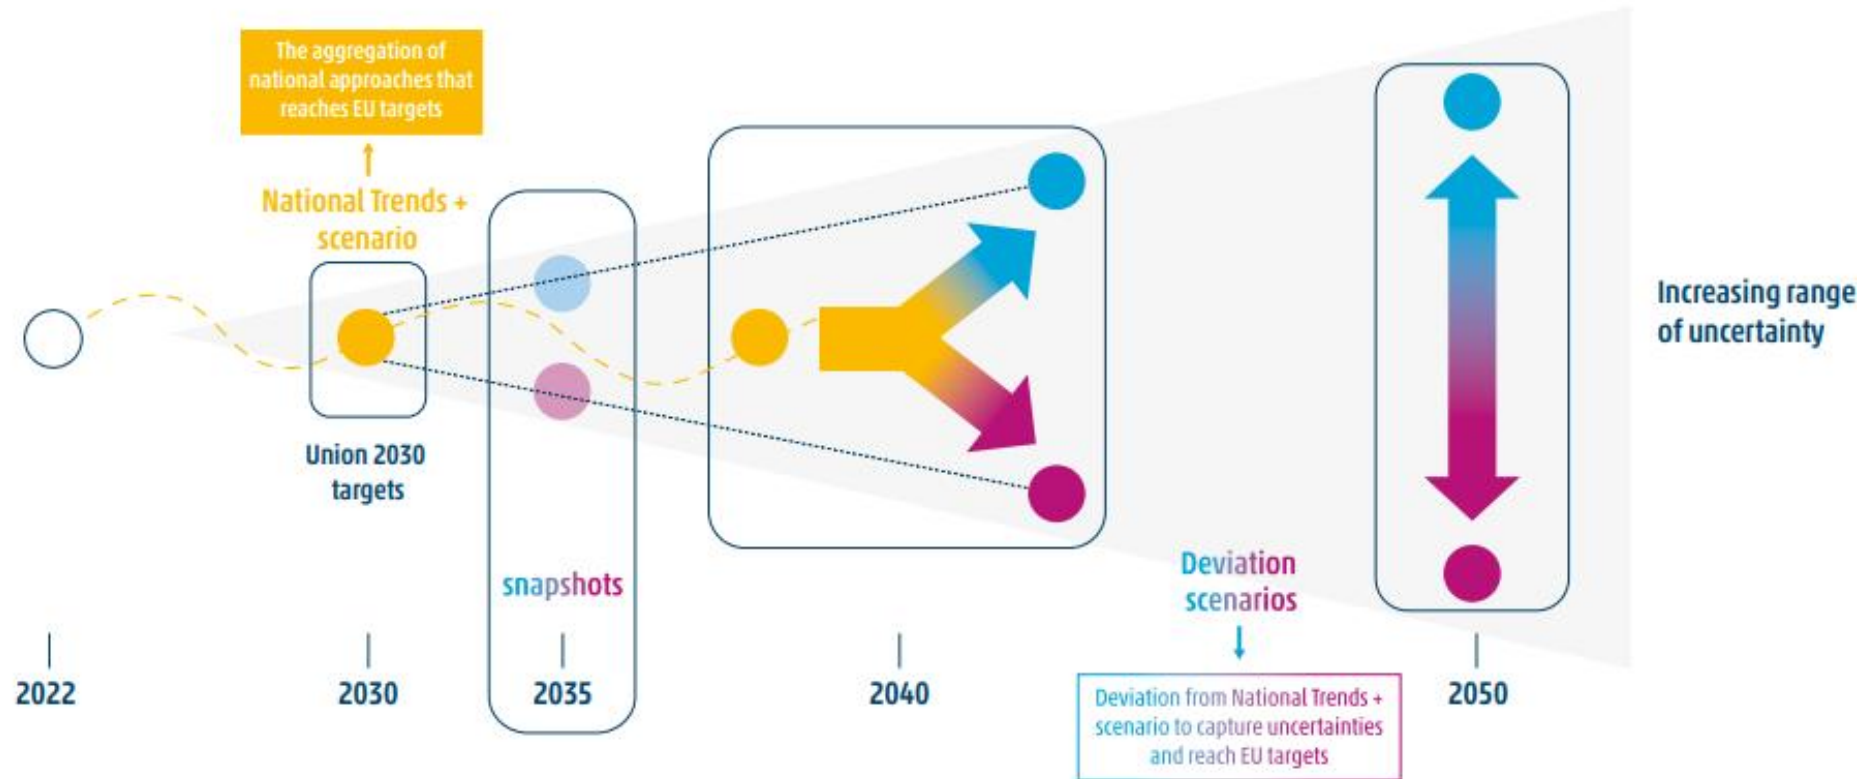 The aggregation of
national approaches that
reaches EU targets
National Trends +
scenario
Union 2030
targets
snapshots
Increasing range
of uncertainty
Deviation
scenarios
Deviation from National Trends +
scenario to capture uncertainties
and reach EU targets
2022
2030
2035
2040
2050